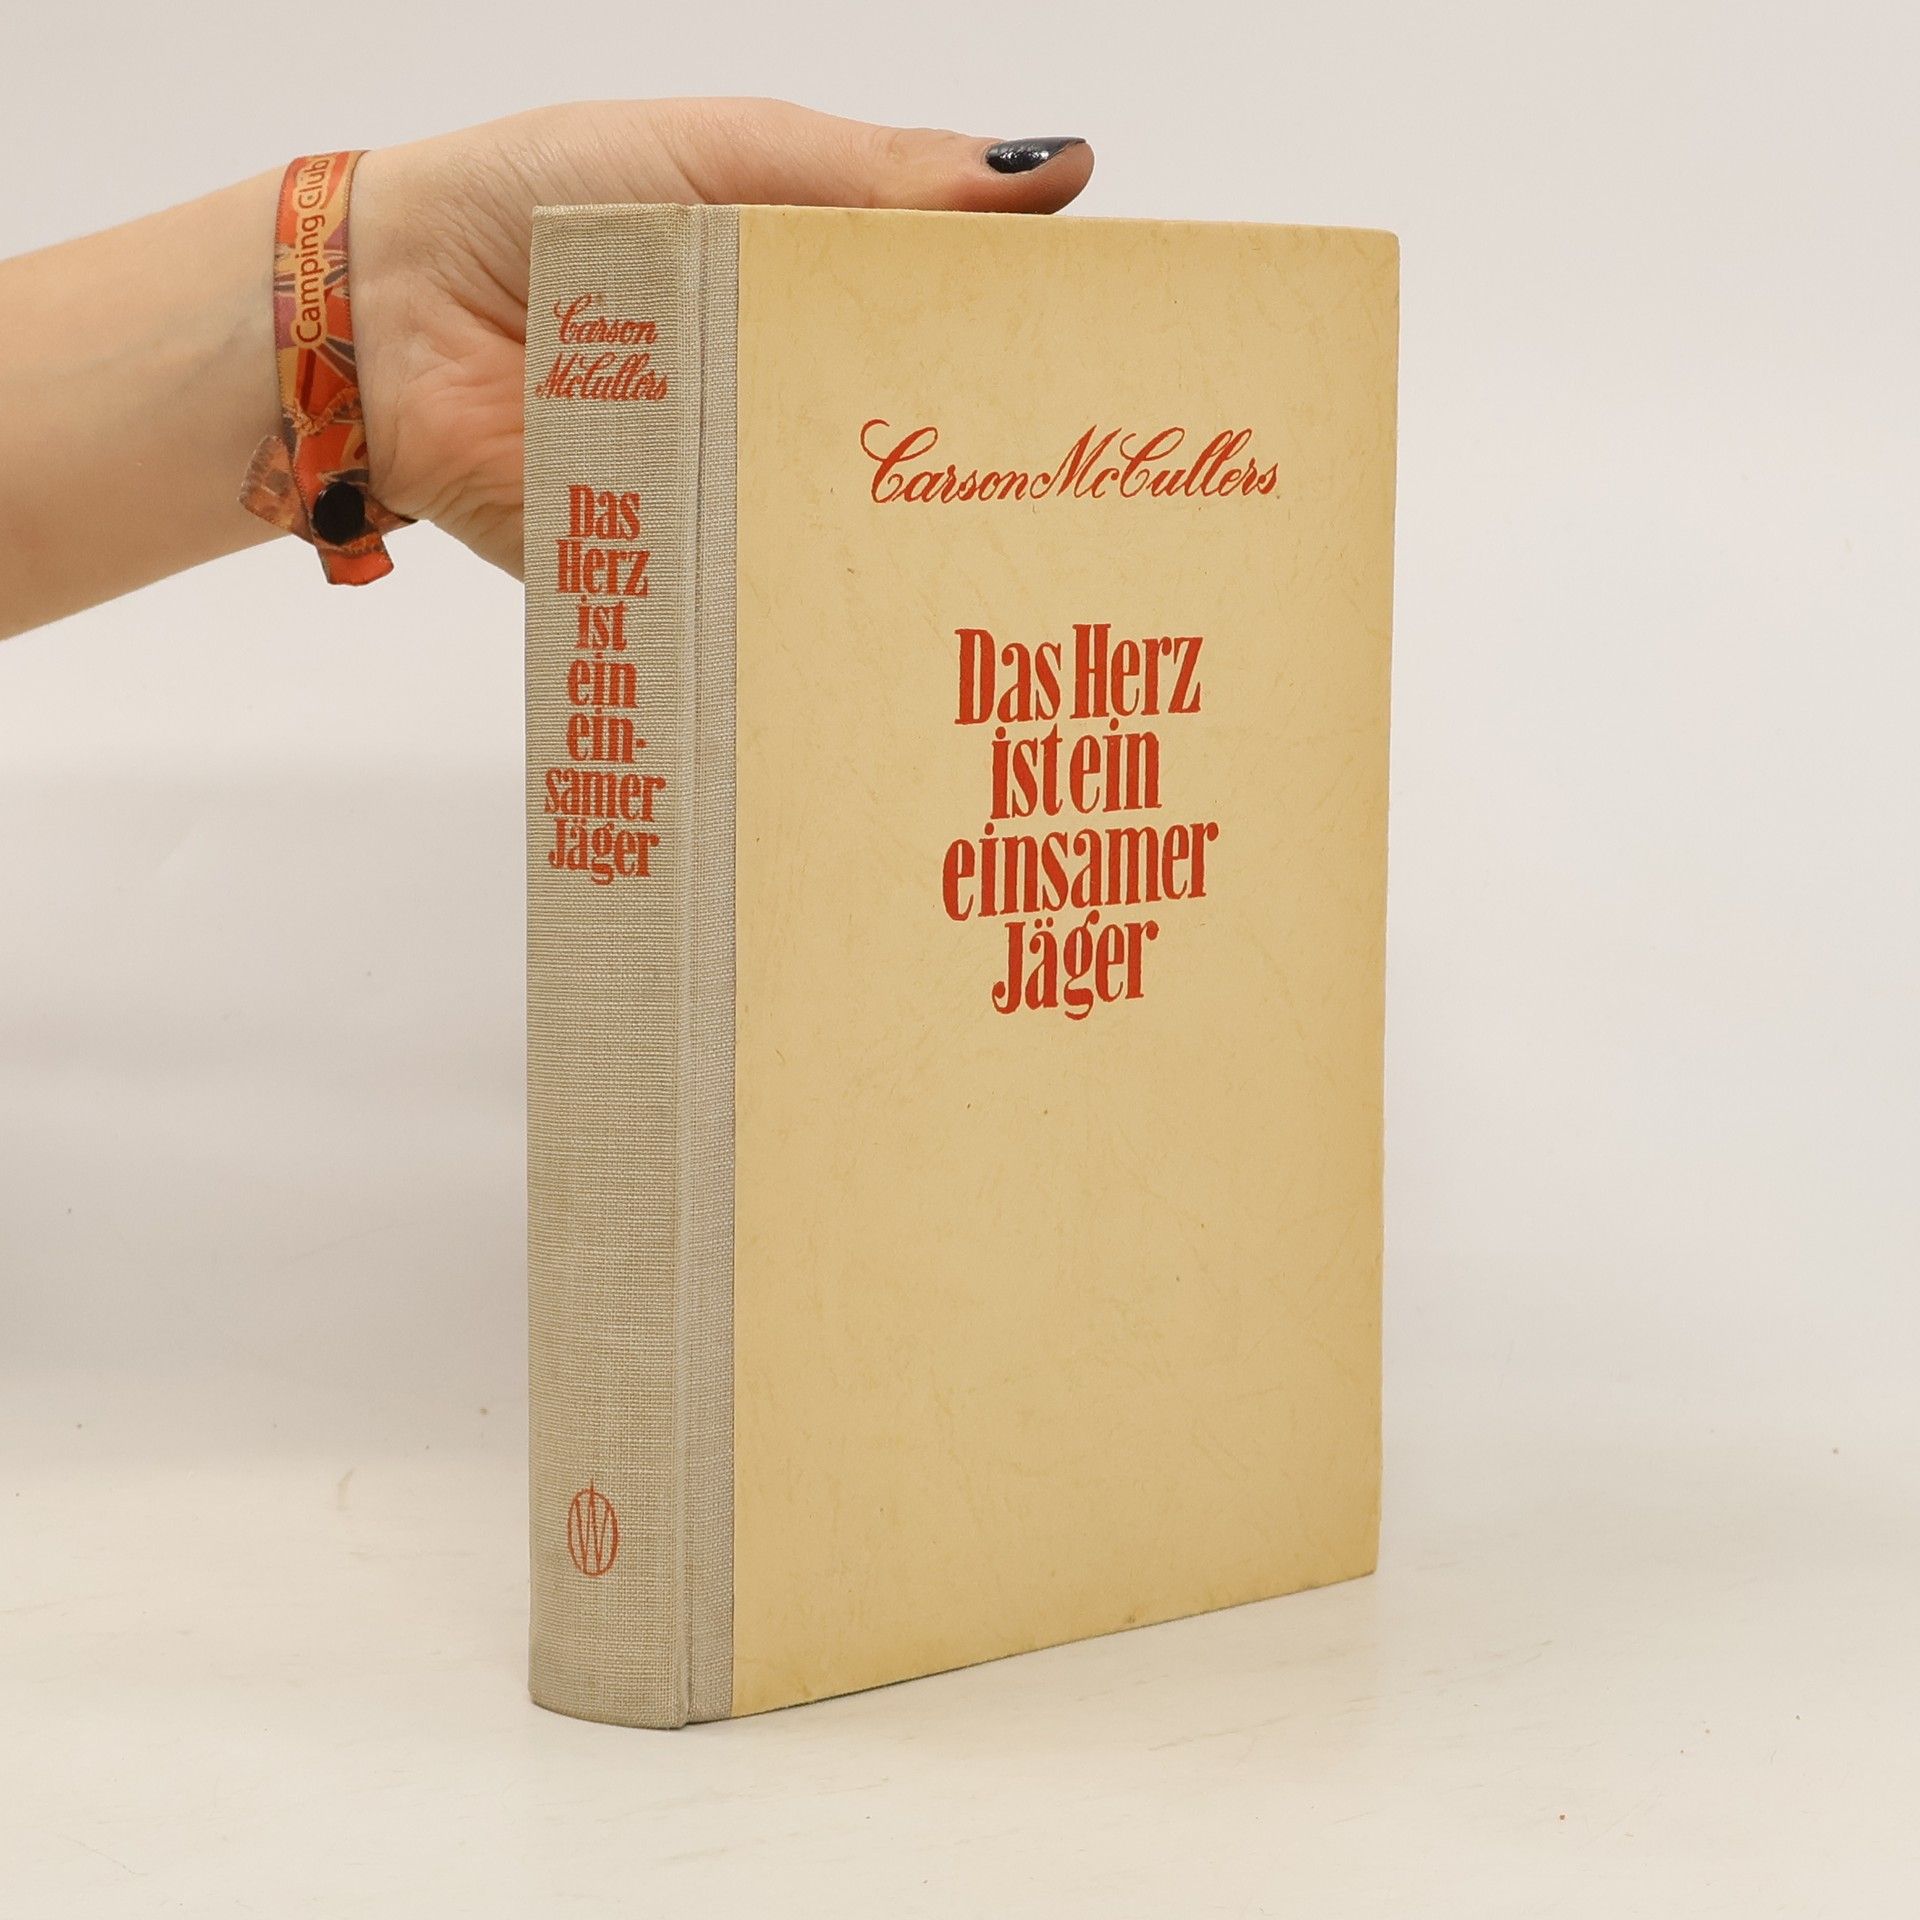 Camping Club
Carson
McCullers
Das
Herz
ist
ein
ein-
samer
Jäger
Carson McCullers
Das Herz
ist ein
einsamer
Jäger